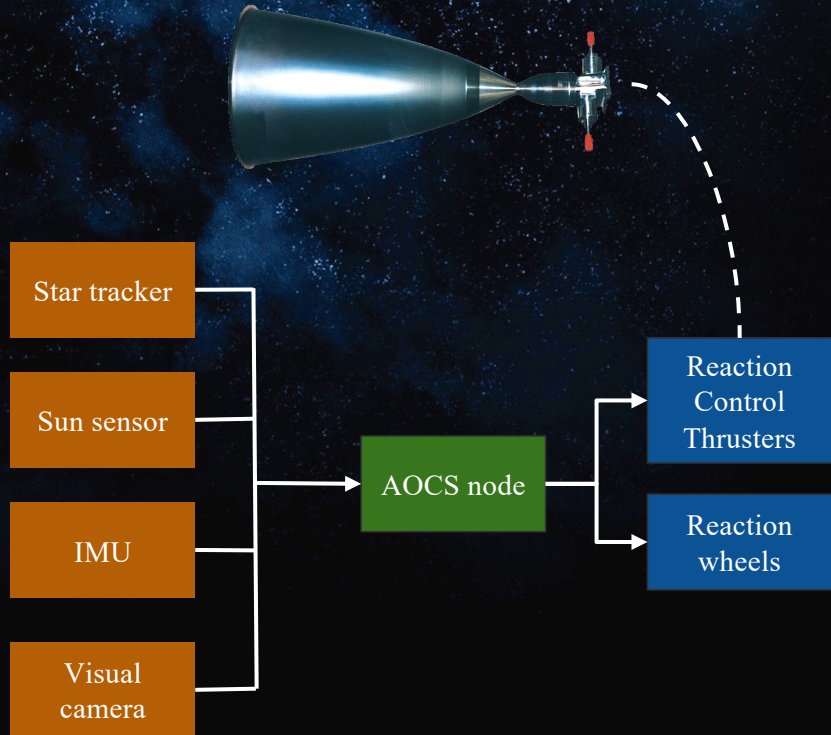 Star tracker
Sun sensor
IMU
Visual
camera
AOCS node
Reaction
Control
Thrusters
Reaction
wheels